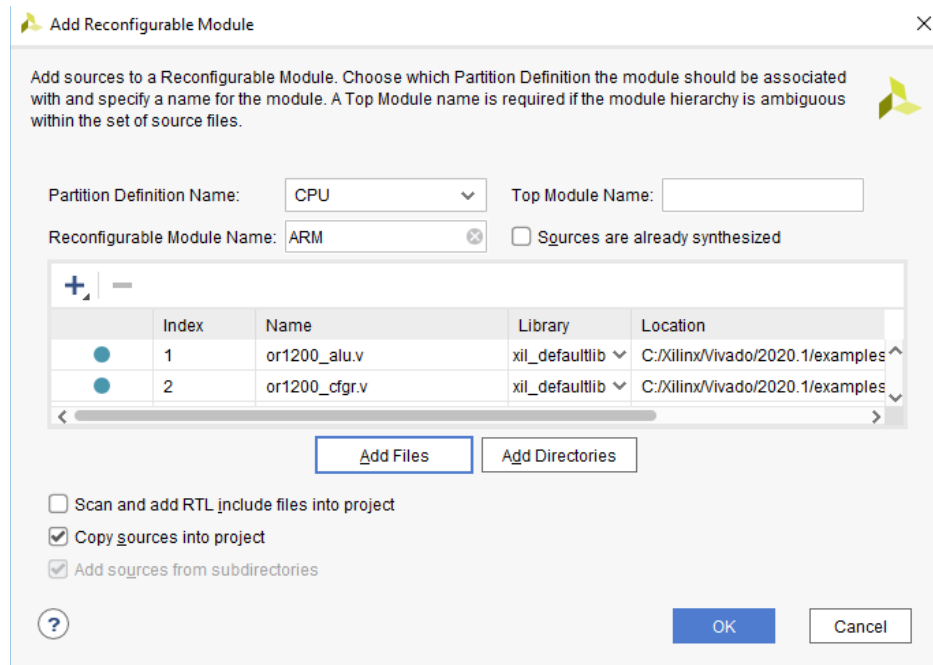 Add Reconfigurable Module
Add sources to a Reconfigurable Module. Choose which Partition Definition the module should be associated
with and specify a name for the module. A Top Module name is required if the module hierarchy is ambiguous
within the set of source files.
Partition Definition Name: CPU Top Module Name:
Reconfigurable Module Name: ARM Sources are already synthesized
Index Name Library Location
1 or1200_alu.v xil_defaultlib C:/Xilinx/Vivado/2020.1/examples
2 or1200_cfgr.v xil_defaultlib C:/Xilinx/Vivado/2020.1/examples
Add Files Add Directories
Scan and add RTL include files into project
Copy sources into project
Add sources from subdirectories
? OK Cancel